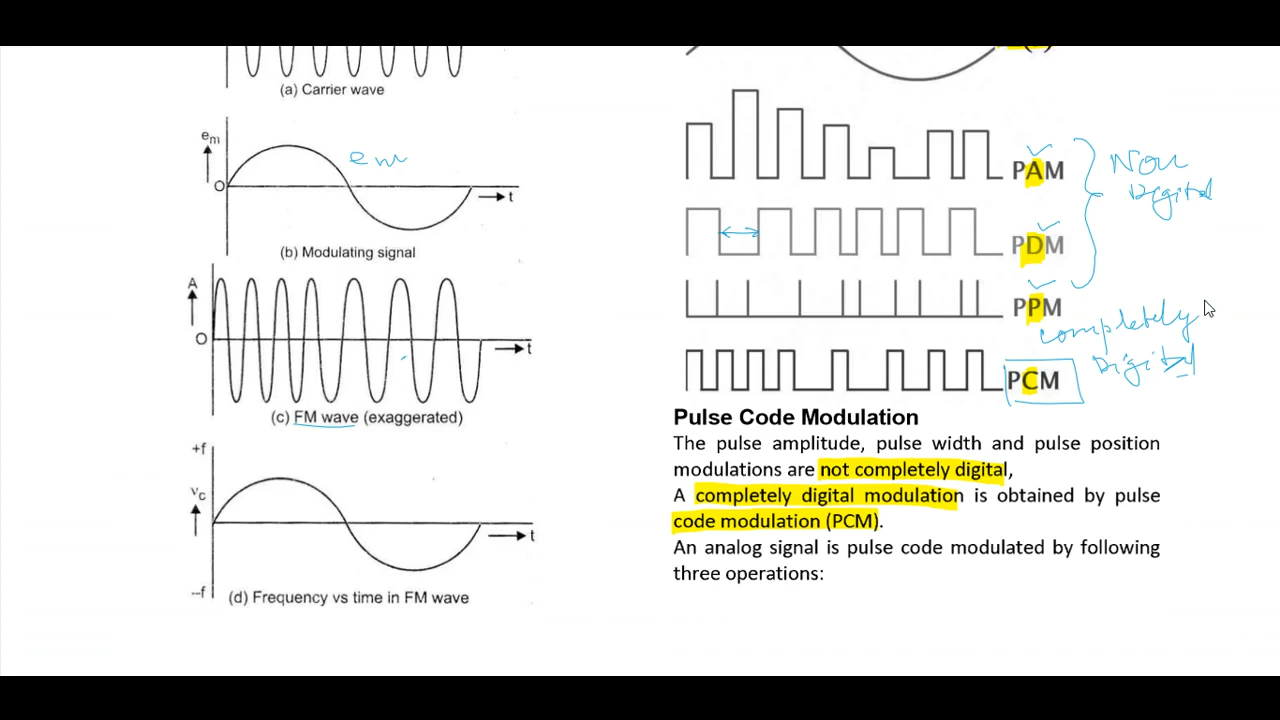 (a) Carrier wave
em
em
O
t
(b) Modulating signal
A
O
t
(c) FM wave (exaggerated)
+f
νc
t
--f
(d) Frequency vs time in FM wave
PAM
Non
Digital
PDM
PPM
completely
Digital
PCM
Pulse Code Modulation
The pulse amplitude, pulse width and pulse position
modulations are not completely digital,
A completely digital modulation is obtained by pulse
code modulation (PCM).
An analog signal is pulse code modulated by following
three operations: